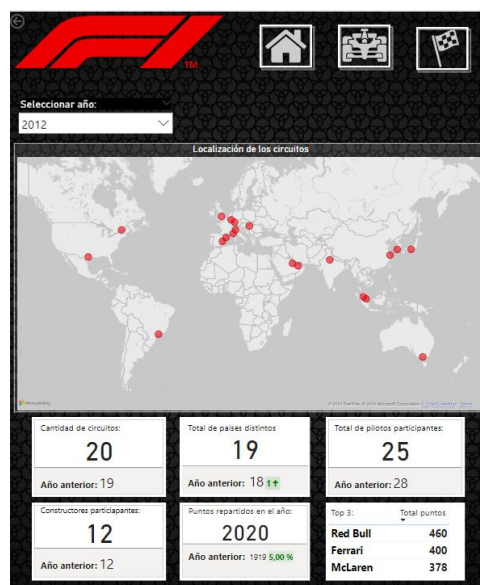 F1
TM
Seleccionar año:
2012
Localización de los circuitos
Cantidad de circuitos:
20
Año anterior: 19
Total de paises distintos
19
Año anterior: 18 1↑
Total de pilotos participantes:
25
Año anterior: 28
Constructores particiapantes:
12
Año anterior: 12
Puntos repartidos en el año:
2020
Año anterior: 1919 5,00 %
Top 3: Total puntos
Red Bull 460
Ferrari 400
McLaren 378